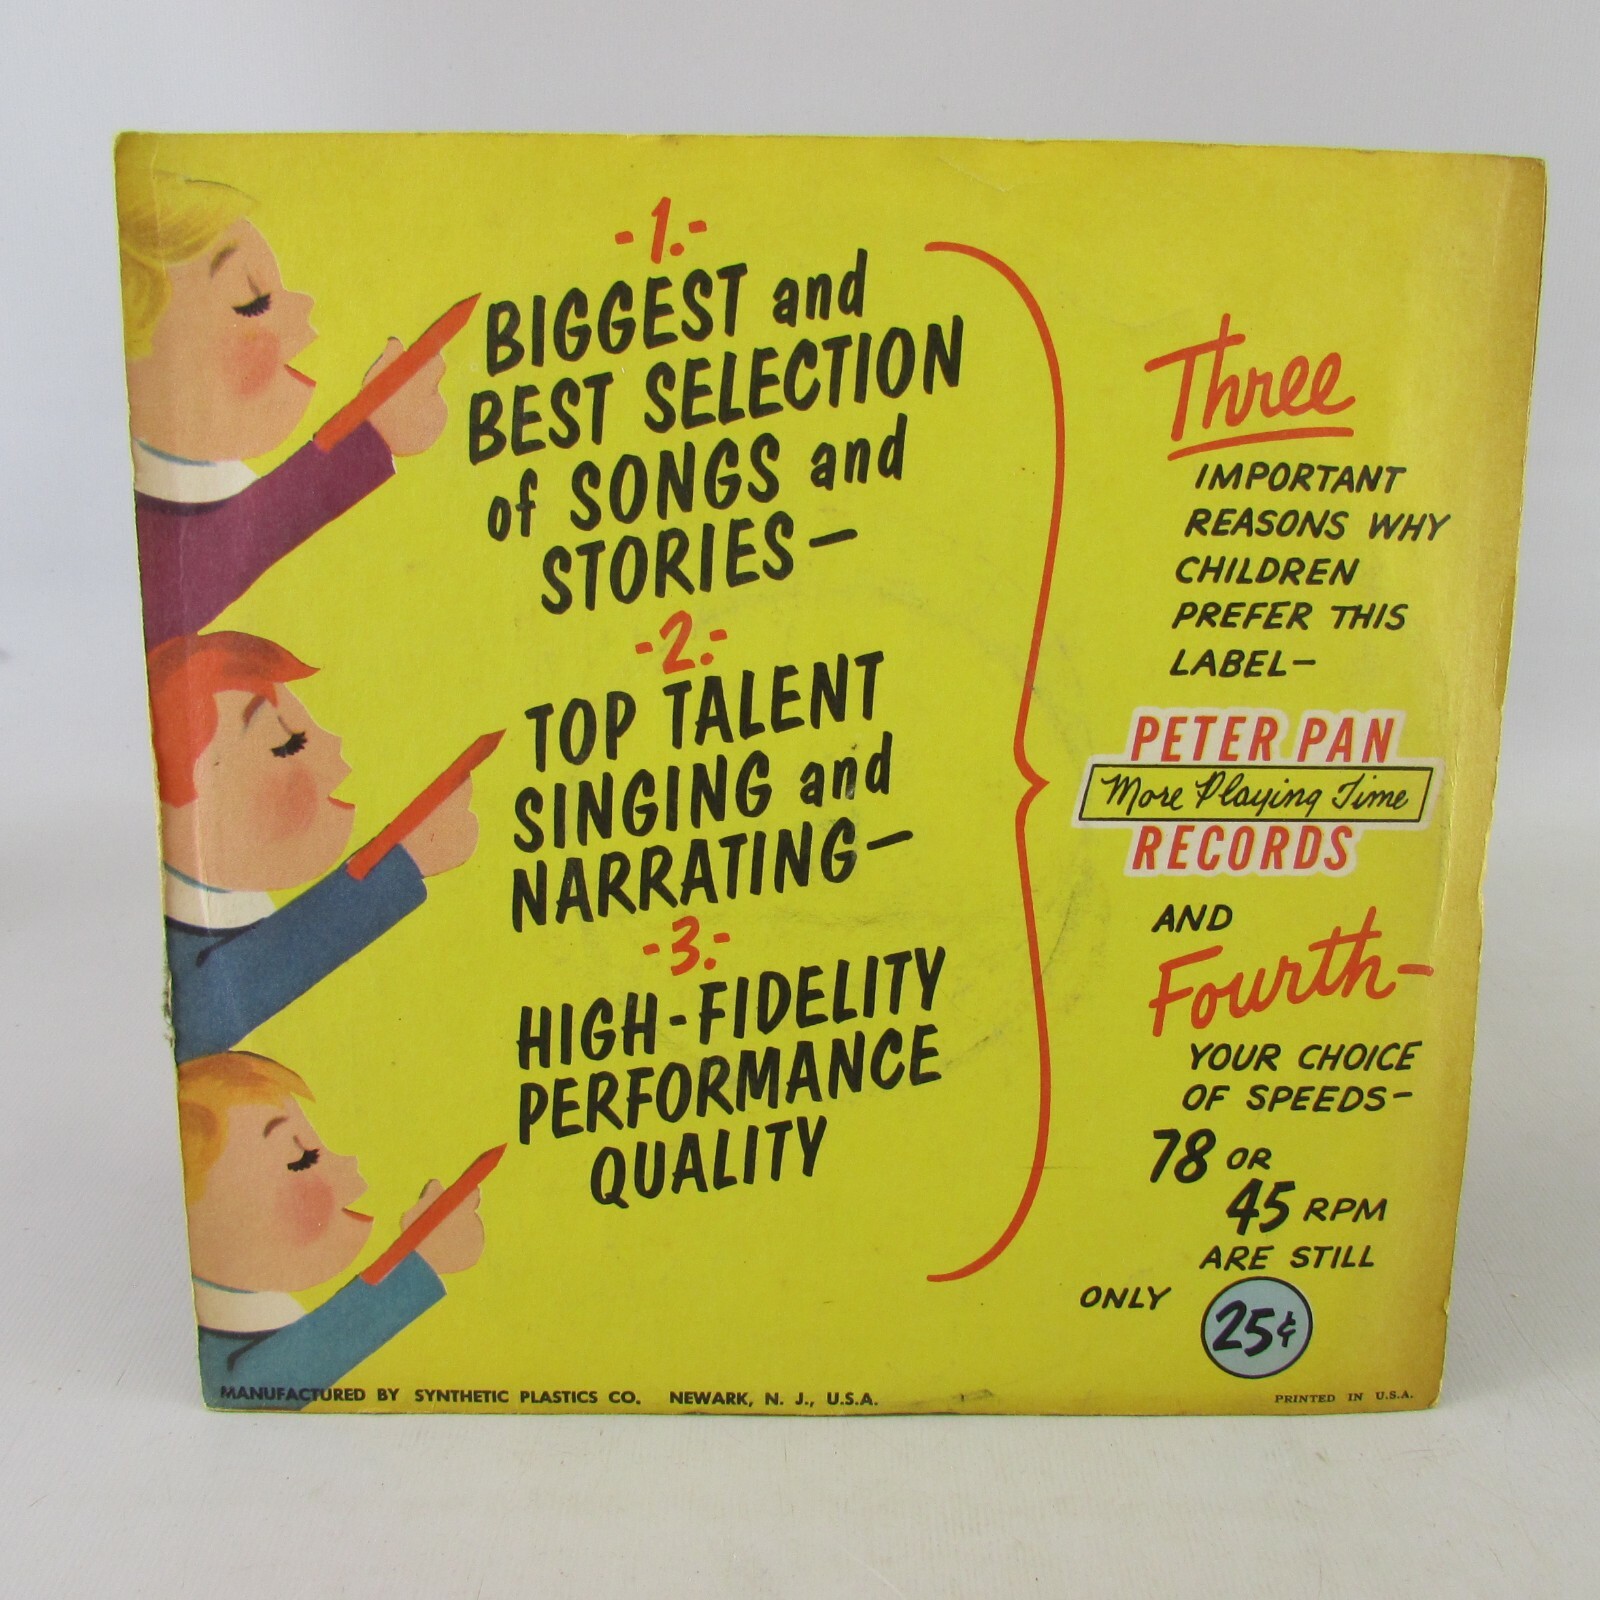 -1.-
BIGGEST and
BEST SELECTION
of SONGS and
STORIES—
-2.-
TOP TALENT
SINGING and
NARRATING—
-3.-
HIGH-FIDELITY
PERFORMANCE
QUALITY
Three
IMPORTANT
REASONS WHY
CHILDREN
PREFER THIS
LABEL—
PETER PAN
More Playing Time
RECORDS
AND
Fourth—
YOUR CHOICE
OF SPEEDS—
78 OR
45 RPM
ARE STILL
ONLY 25¢
MANUFACTURED BY SYNTHETIC PLASTICS CO. NEWARK, N. J., U.S.A.
PRINTED IN U.S.A.